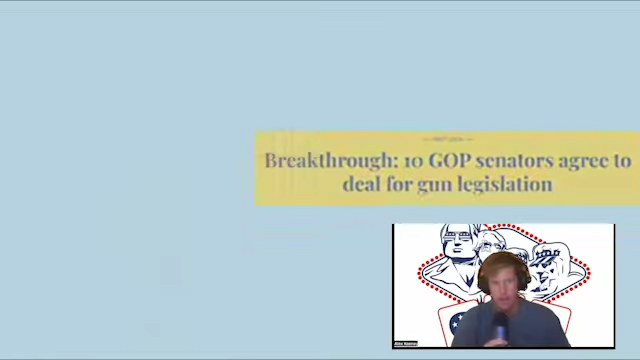 Breakthrough: 10 GOP senators agree to
deal for gun legislation